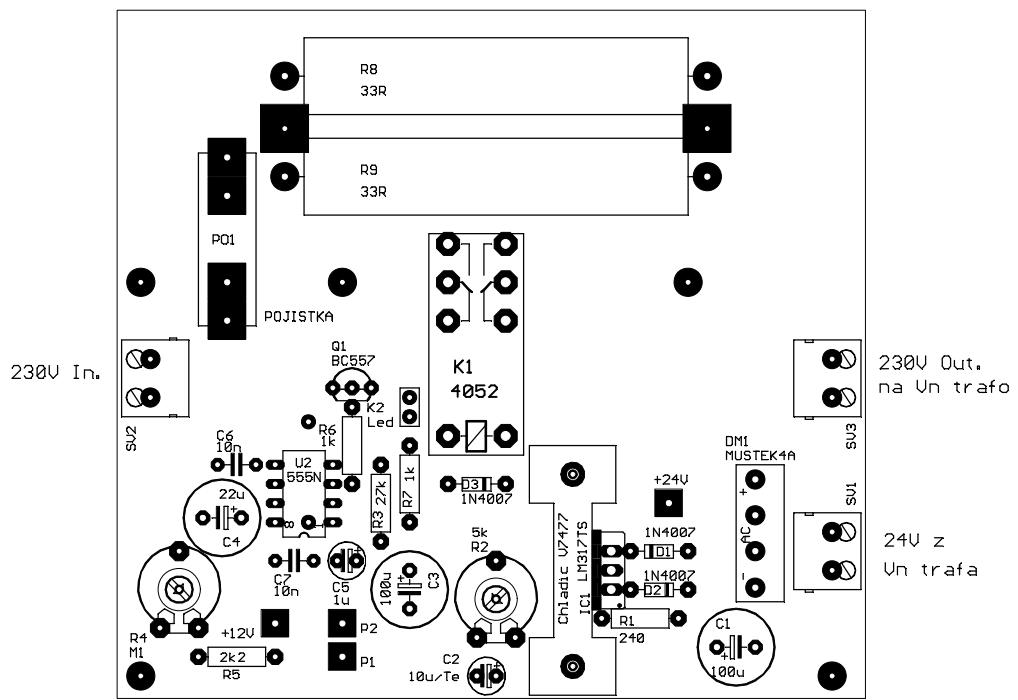 R8
33R
R9
33R
PO1
POJISTKA
230V In.
SV2
Q1
BC557
K2
Led
K1
4052
230V Out.
na Vn trafo
SV3
C6
10n
R6
1k
U2
555N
8
1
R3
27k
R7
1k
D3
1N4007
22u
+
C4
Chladic V7477
IC1 LM317TS
+24V
DM1
MUSTEK4A
+
AC
-
SV1
24V z
Vn trafa
1N4007
D1
1N4007
D2
R1
240
5k
R2
C7
10n
C5
+
1u
100u
+
C3
R4
M1
+12V
2k2
R5
P2
P1
C2
10u/Te
+
C1
+
100u